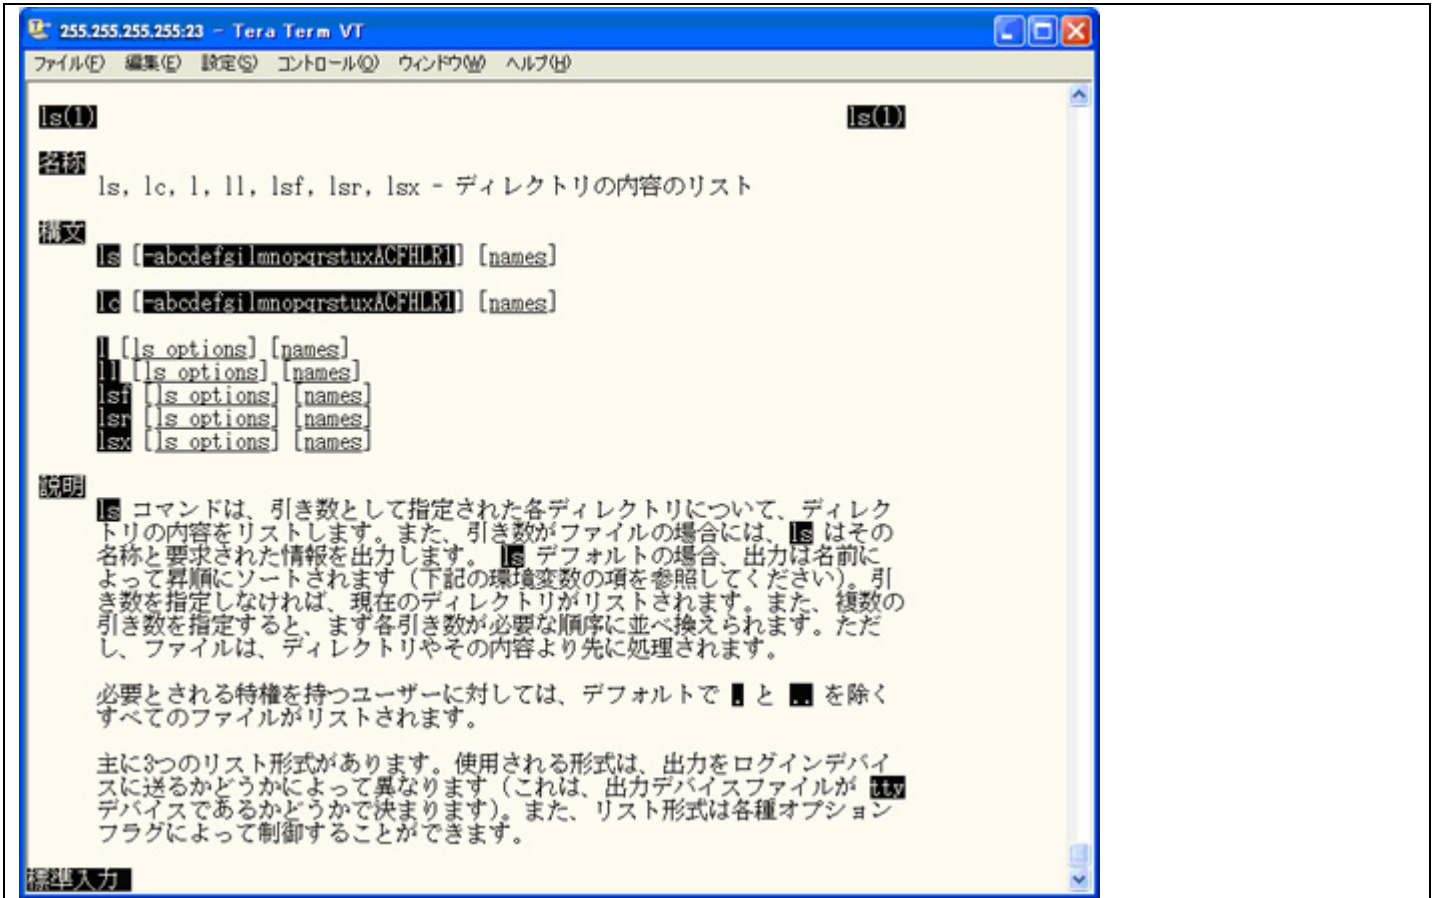 255.255.255.255:23 - Tera Term VT
ファイル(F) 編集(E) 設定(S) コントロール(O) ウィンドウ(W) ヘルプ(H)
ls(1) ls(1)
名称
ls, lc, l, ll, lsf, lsr, lsx - ディレクトリの内容のリスト
構文
ls [-abcdefgilmnopqrstuxACFHLR1] [names]
lc [-abcdefgilmnopqrstuxACFHLR1] [names]
l [ls_options] [names]
ll [ls_options] [names]
lsf [ls_options] [names]
lsr [ls_options] [names]
lsx [ls_options] [names]
説明
ls コマンドは、引き数として指定された各ディレクトリについて、ディレク
トリの内容をリストします。また、引き数がファイルの場合には、ls はその
名称と要求された情報を出力します。 ls デフォルトの場合、出力は名前に
よって昇順にソートされます（下記の環境変数の項を参照してください）。引
き数を指定しなければ、現在のディレクトリがリストされます。また、複数の
引き数を指定すると、まず各引き数が必要な順序に並べ換えられます。ただ
し、ファイルは、ディレクトリやその内容より先に処理されます。
必要とされる特権を持つユーザーに対しては、デフォルトで . と .. を除く
すべてのファイルがリストされます。
主に3つのリスト形式があります。使用される形式は、出力をログインデバイ
スに送るかどうかによって異なります（これは、出力デバイスファイルが tty
デバイスであるかどうかで決まります）。また、リスト形式は各種オプション
フラグによって制御することができます。
標準入力